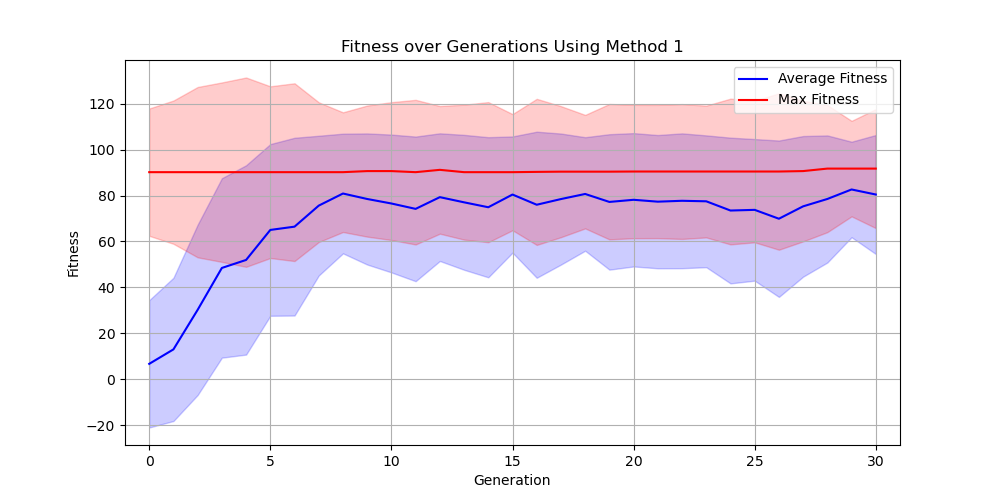 Fitness over Generations Using Method 1
Average Fitness
Max Fitness
120
100
80
60
40
20
0
−20
Fitness
0 5 10 15 20 25 30
Generation